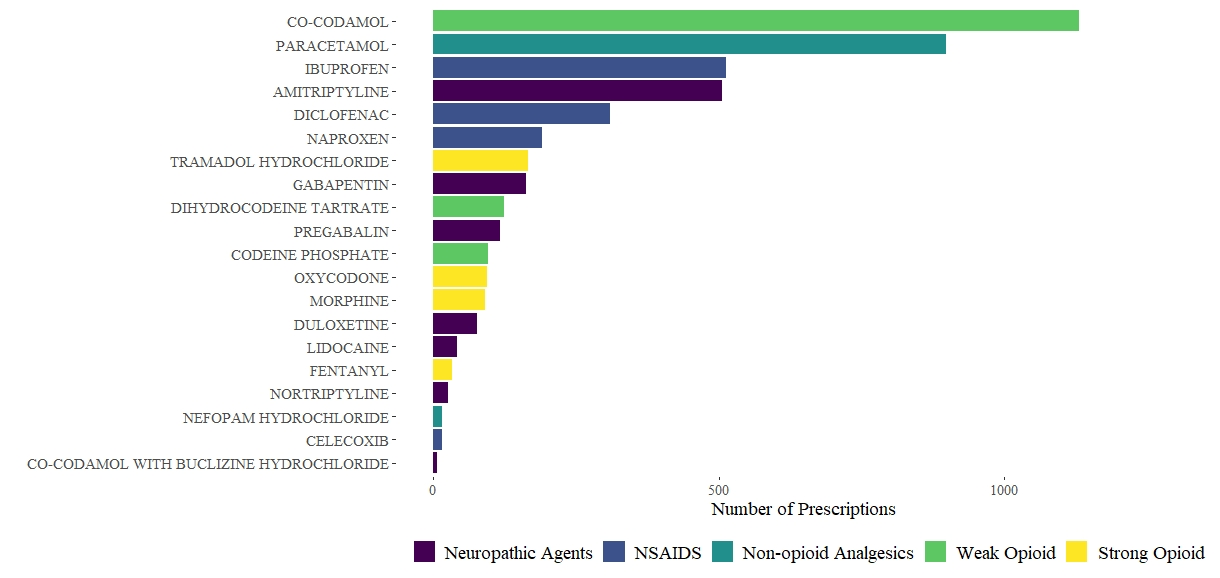 CO-CODAMOL
PARACETAMOL
IBUPROFEN
AMITRIPTYLINE
DICLOFENAC
NAPROXEN
TRAMADOL HYDROCHLORIDE
GABAPENTIN
DIHYDROCODEINE TARTRATE
PREGABALIN
CODEINE PHOSPHATE
OXYCODONE
MORPHINE
DULOXETINE
LIDOCAINE
FENTANYL
NORTRIPTYLINE
NEFOPAM HYDROCHLORIDE
CELECOXIB
CO-CODAMOL WITH BUCLIZINE HYDROCHLORIDE
0 500 1000
Number of Prescriptions
Neuropathic Agents NSAIDS Non-opioid Analgesics Weak Opioid Strong Opioid